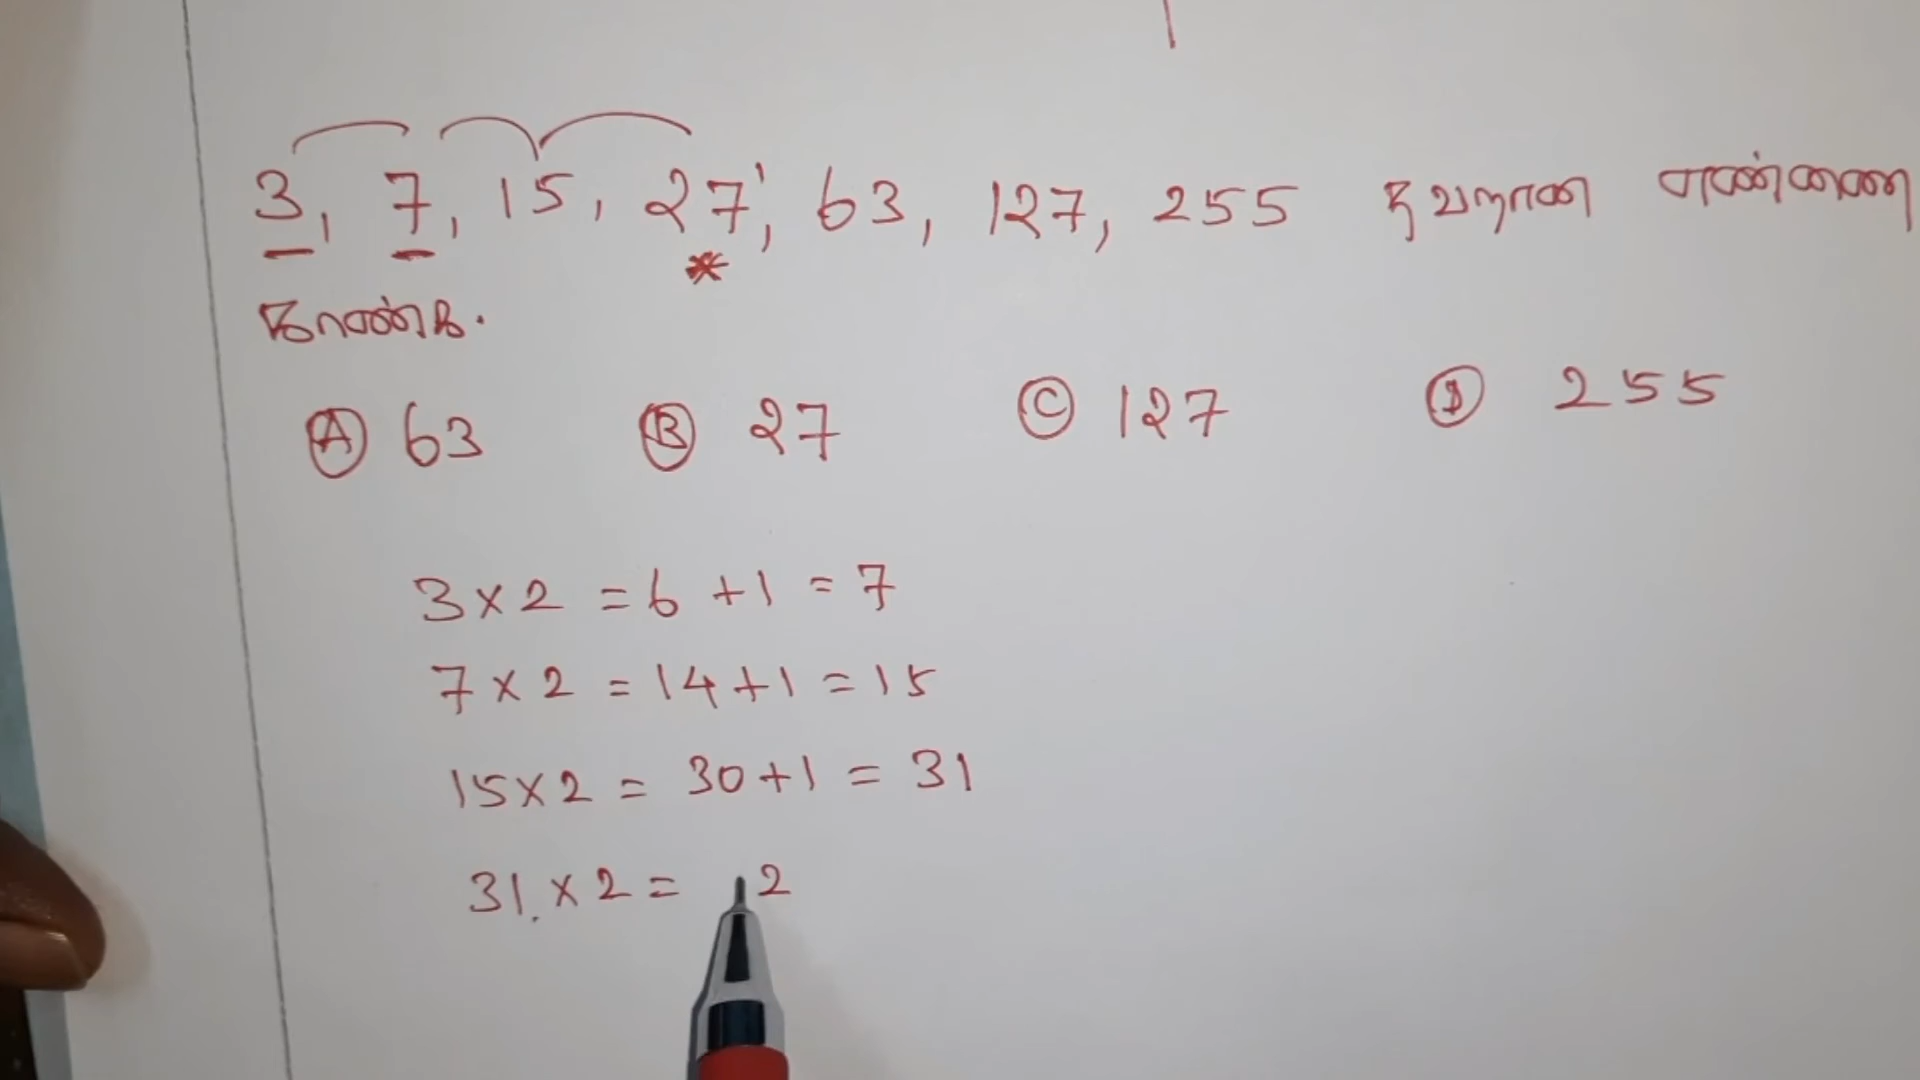 3, 7, 15, 27, 63, 127, 255 தவறான எண்ணை
காண்க.
Ⓐ 63 Ⓑ 27 Ⓒ 127 Ⓓ 255
3 × 2 = 6 + 1 = 7
7 × 2 = 14 + 1 = 15
15 × 2 = 30 + 1 = 31
31 × 2 = 2